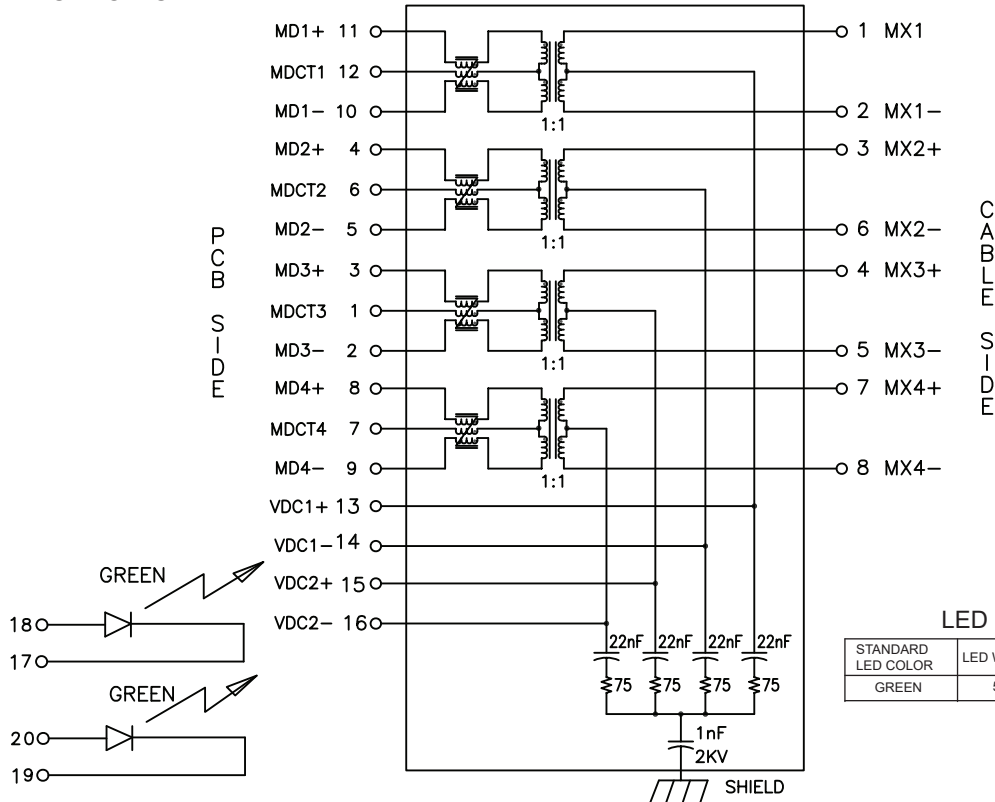 MD1+ 11
1 MX1
MDCT1 12
MD1- 10
2 MX1-
1:1
MD2+ 4
3 MX2+
MDCT2 6
MD2- 5
6 MX2-
1:1
MD3+ 3
4 MX3+
MDCT3 1
MD3- 2
5 MX3-
1:1
MD4+ 8
7 MX4+
MDCT4 7
MD4- 9
8 MX4-
1:1
PCB SIDE
CABLE SIDE
VDC1+ 13
VDC1- 14
VDC2+ 15
VDC2- 16
GREEN
18
17
GREEN
20
19
22nF 22nF 22nF 22nF
75 75 75 75
1nF
2KV
SHIELD
LED
STANDARD
LED COLOR
LED
GREEN